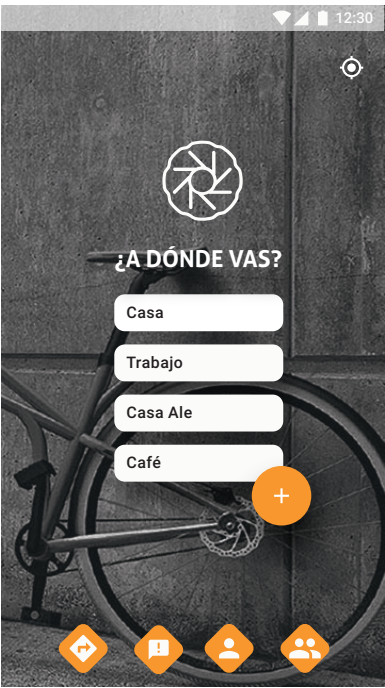 12:30
¿A DÓNDE VAS?
Casa
Trabajo
Casa Ale
Café
+